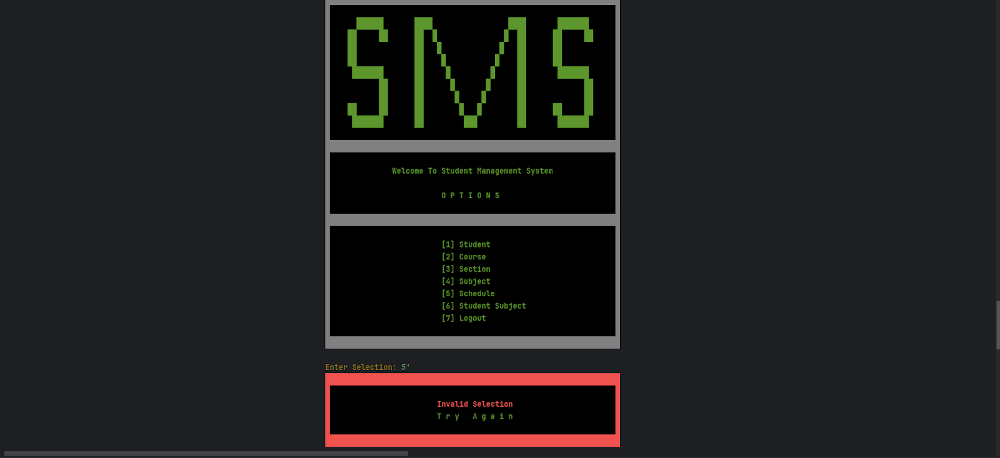 SMS
Welcome To Student Management System
O P T I O N S
[1] Student
[2] Course
[3] Section
[4] Subject
[5] Schedule
[6] Student Subject
[7] Logout
Enter Selection: 5'
Invalid Selection
T r y   A g a i n